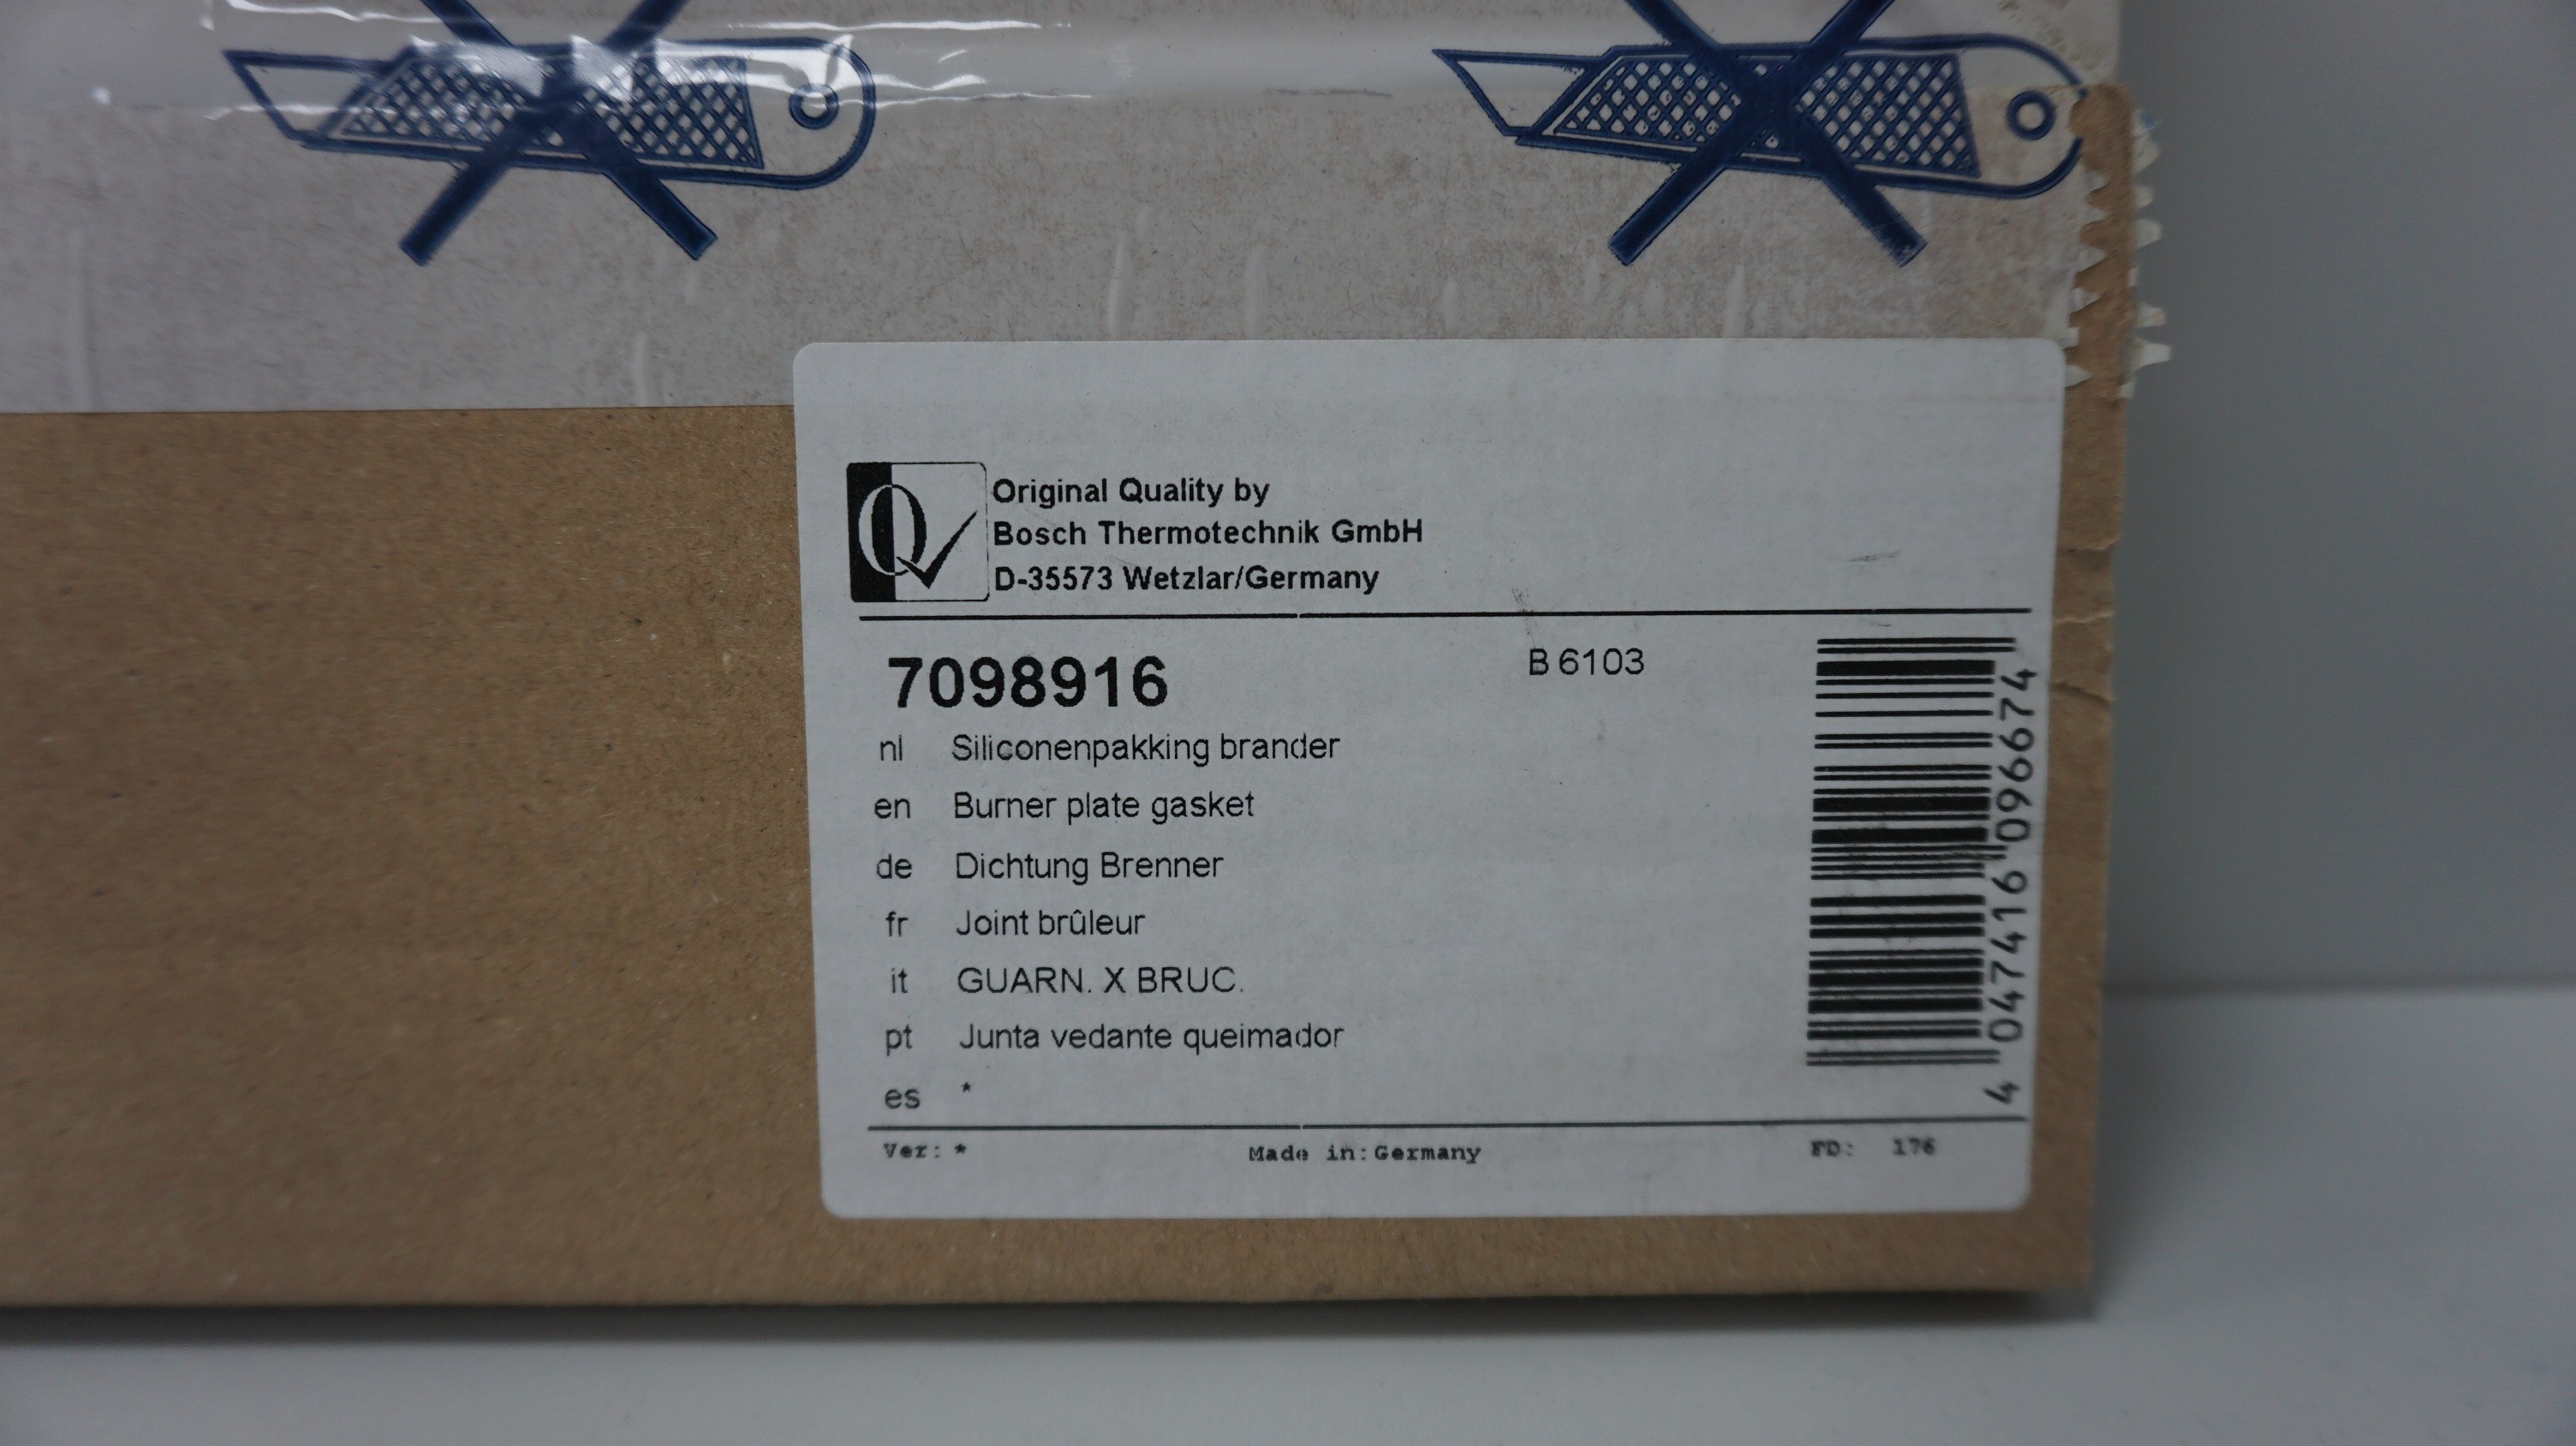 Q
Original Quality by
Bosch Thermotechnik GmbH
D-35573 Wetzlar/Germany
7098916
B 6103
nl Siliconenpakking brander
en Burner plate gasket
de Dichtung Brenner
fr Joint brûleur
it GUARN. X BRUC.
pt Junta vedante queimador
es *
4 047416 096674
Ver: * Made in:Germany FD: 176